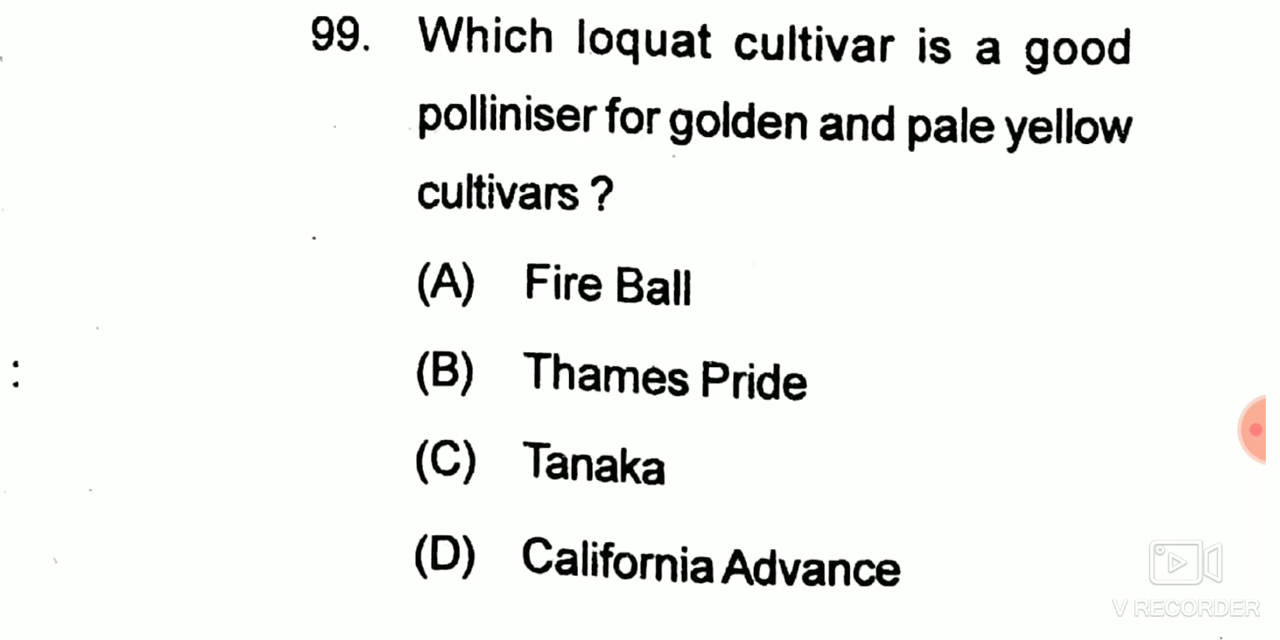 99. Which loquat cultivar is a good
polliniser for golden and pale yellow
cultivars ?
(A) Fire Ball
(B) Thames Pride
(C) Tanaka
:
(D) California Advance
V RECORDER